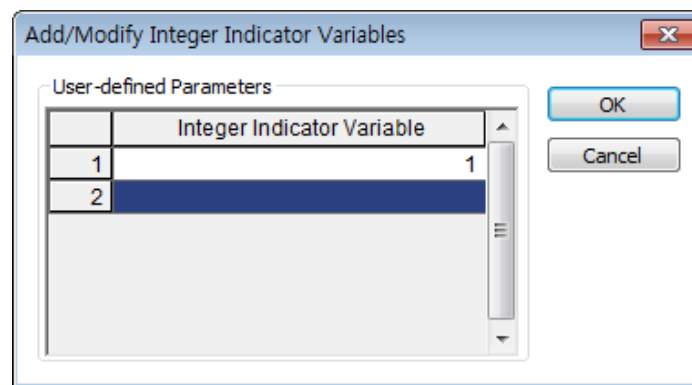 Add/Modify Integer Indicator Variables
User-defined Parameters
OK
Integer Indicator Variable
Cancel
1 1
2